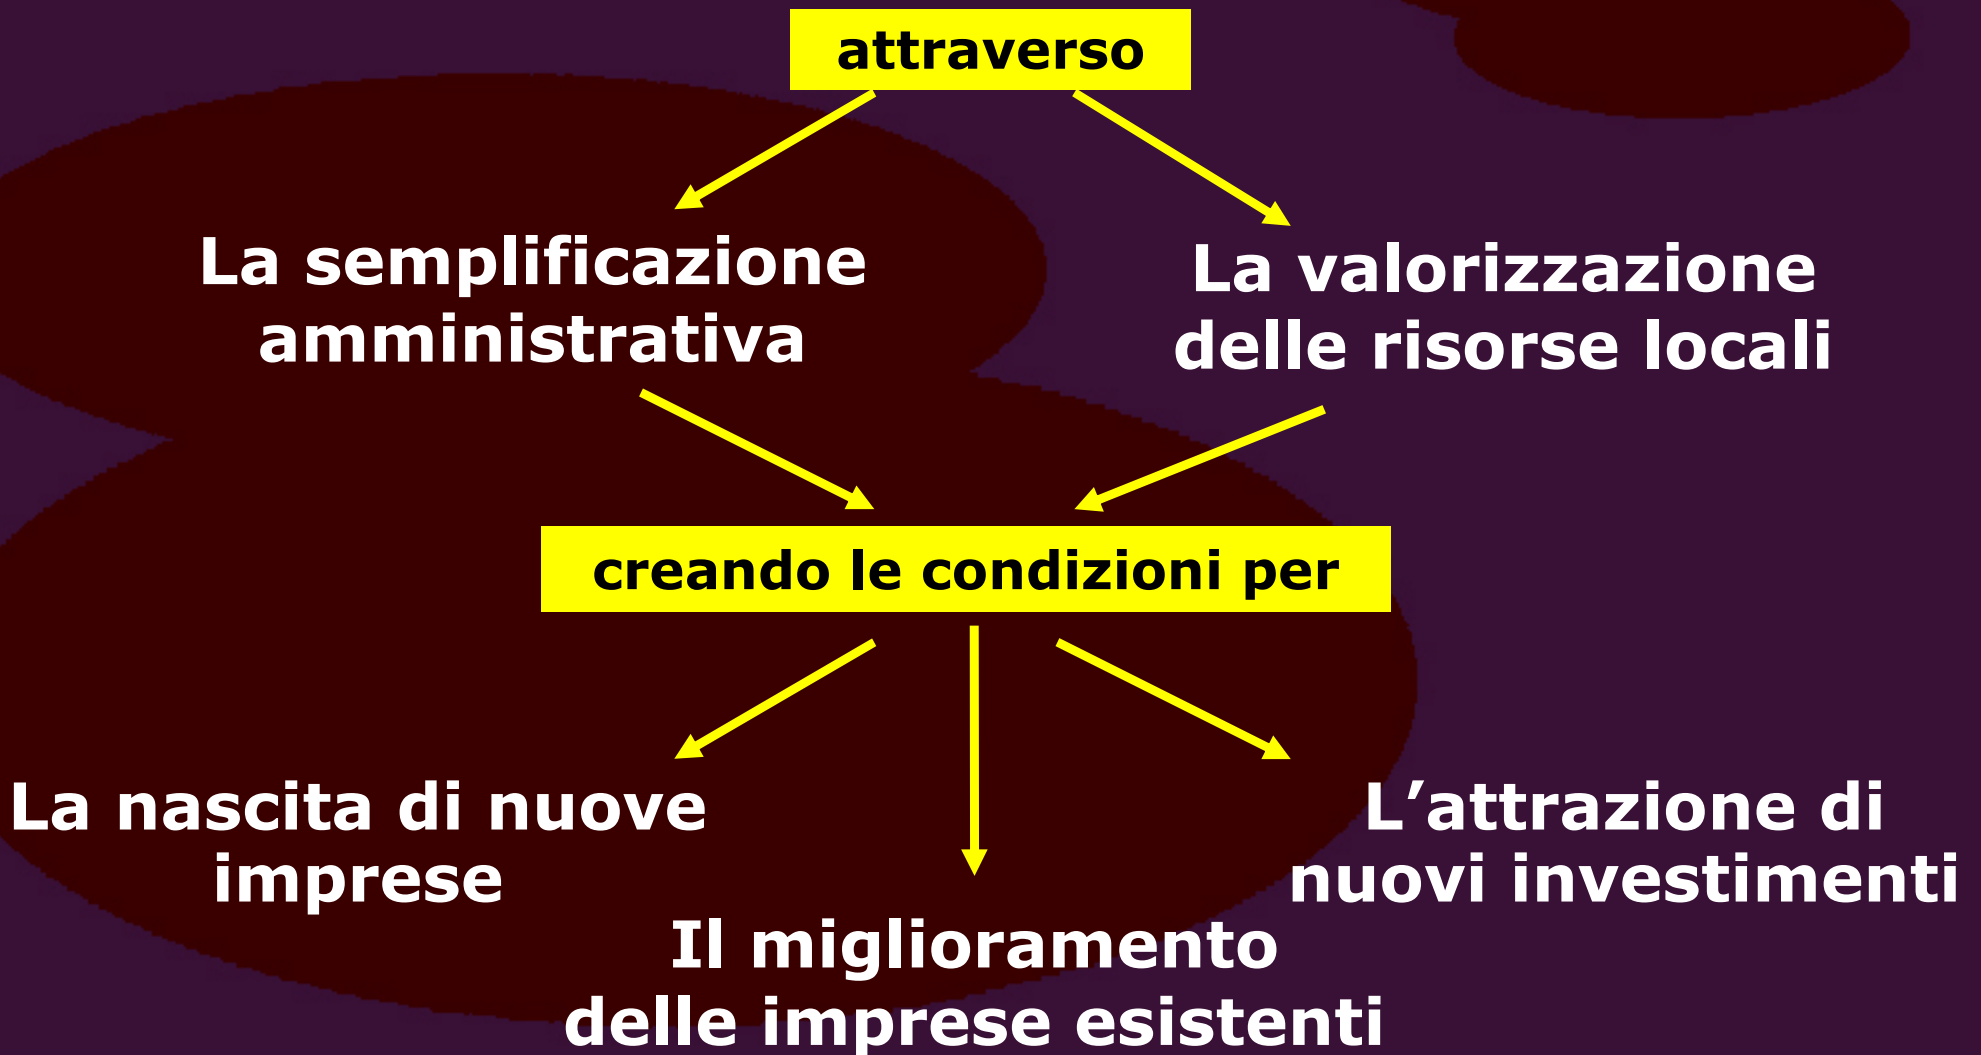 attraverso
La semplificazione
amministrativa
La valorizzazione
delle risorse locali
creando le condizioni per
La nascita di nuove
imprese
L’attrazione di
nuovi investimenti
Il miglioramento
delle imprese esistenti